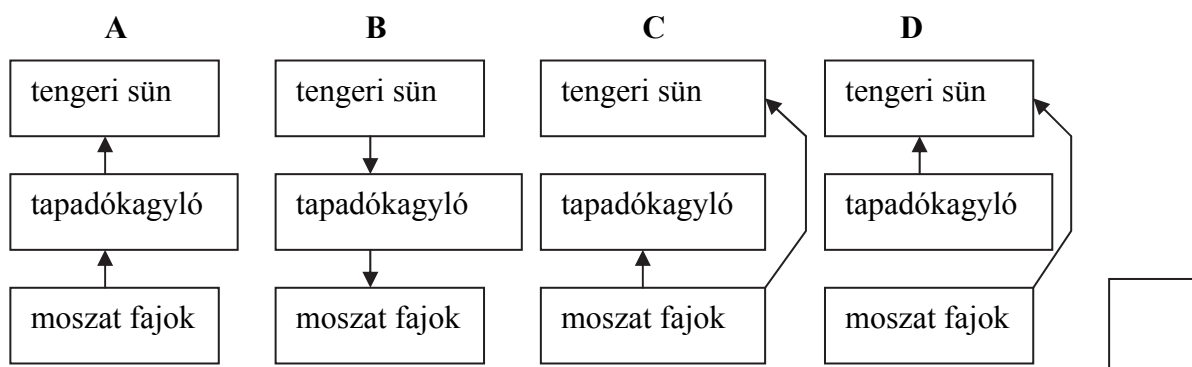 A B C D
tengeri sün tengeri sün tengeri sün tengeri sün
tapadókagyló tapadókagyló tapadókagyló tapadókagyló
moszat fajok moszat fajok moszat fajok moszat fajok